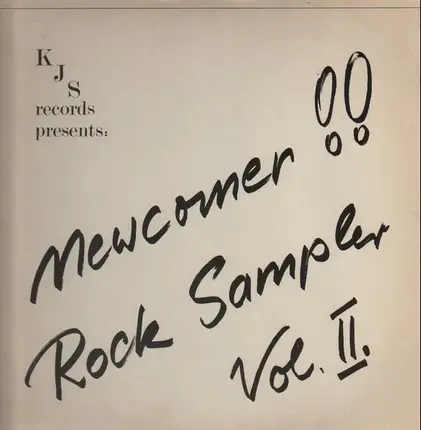 K
J
S
records
presents:
Newcomer !!
Rock Sampler
Vol. II.